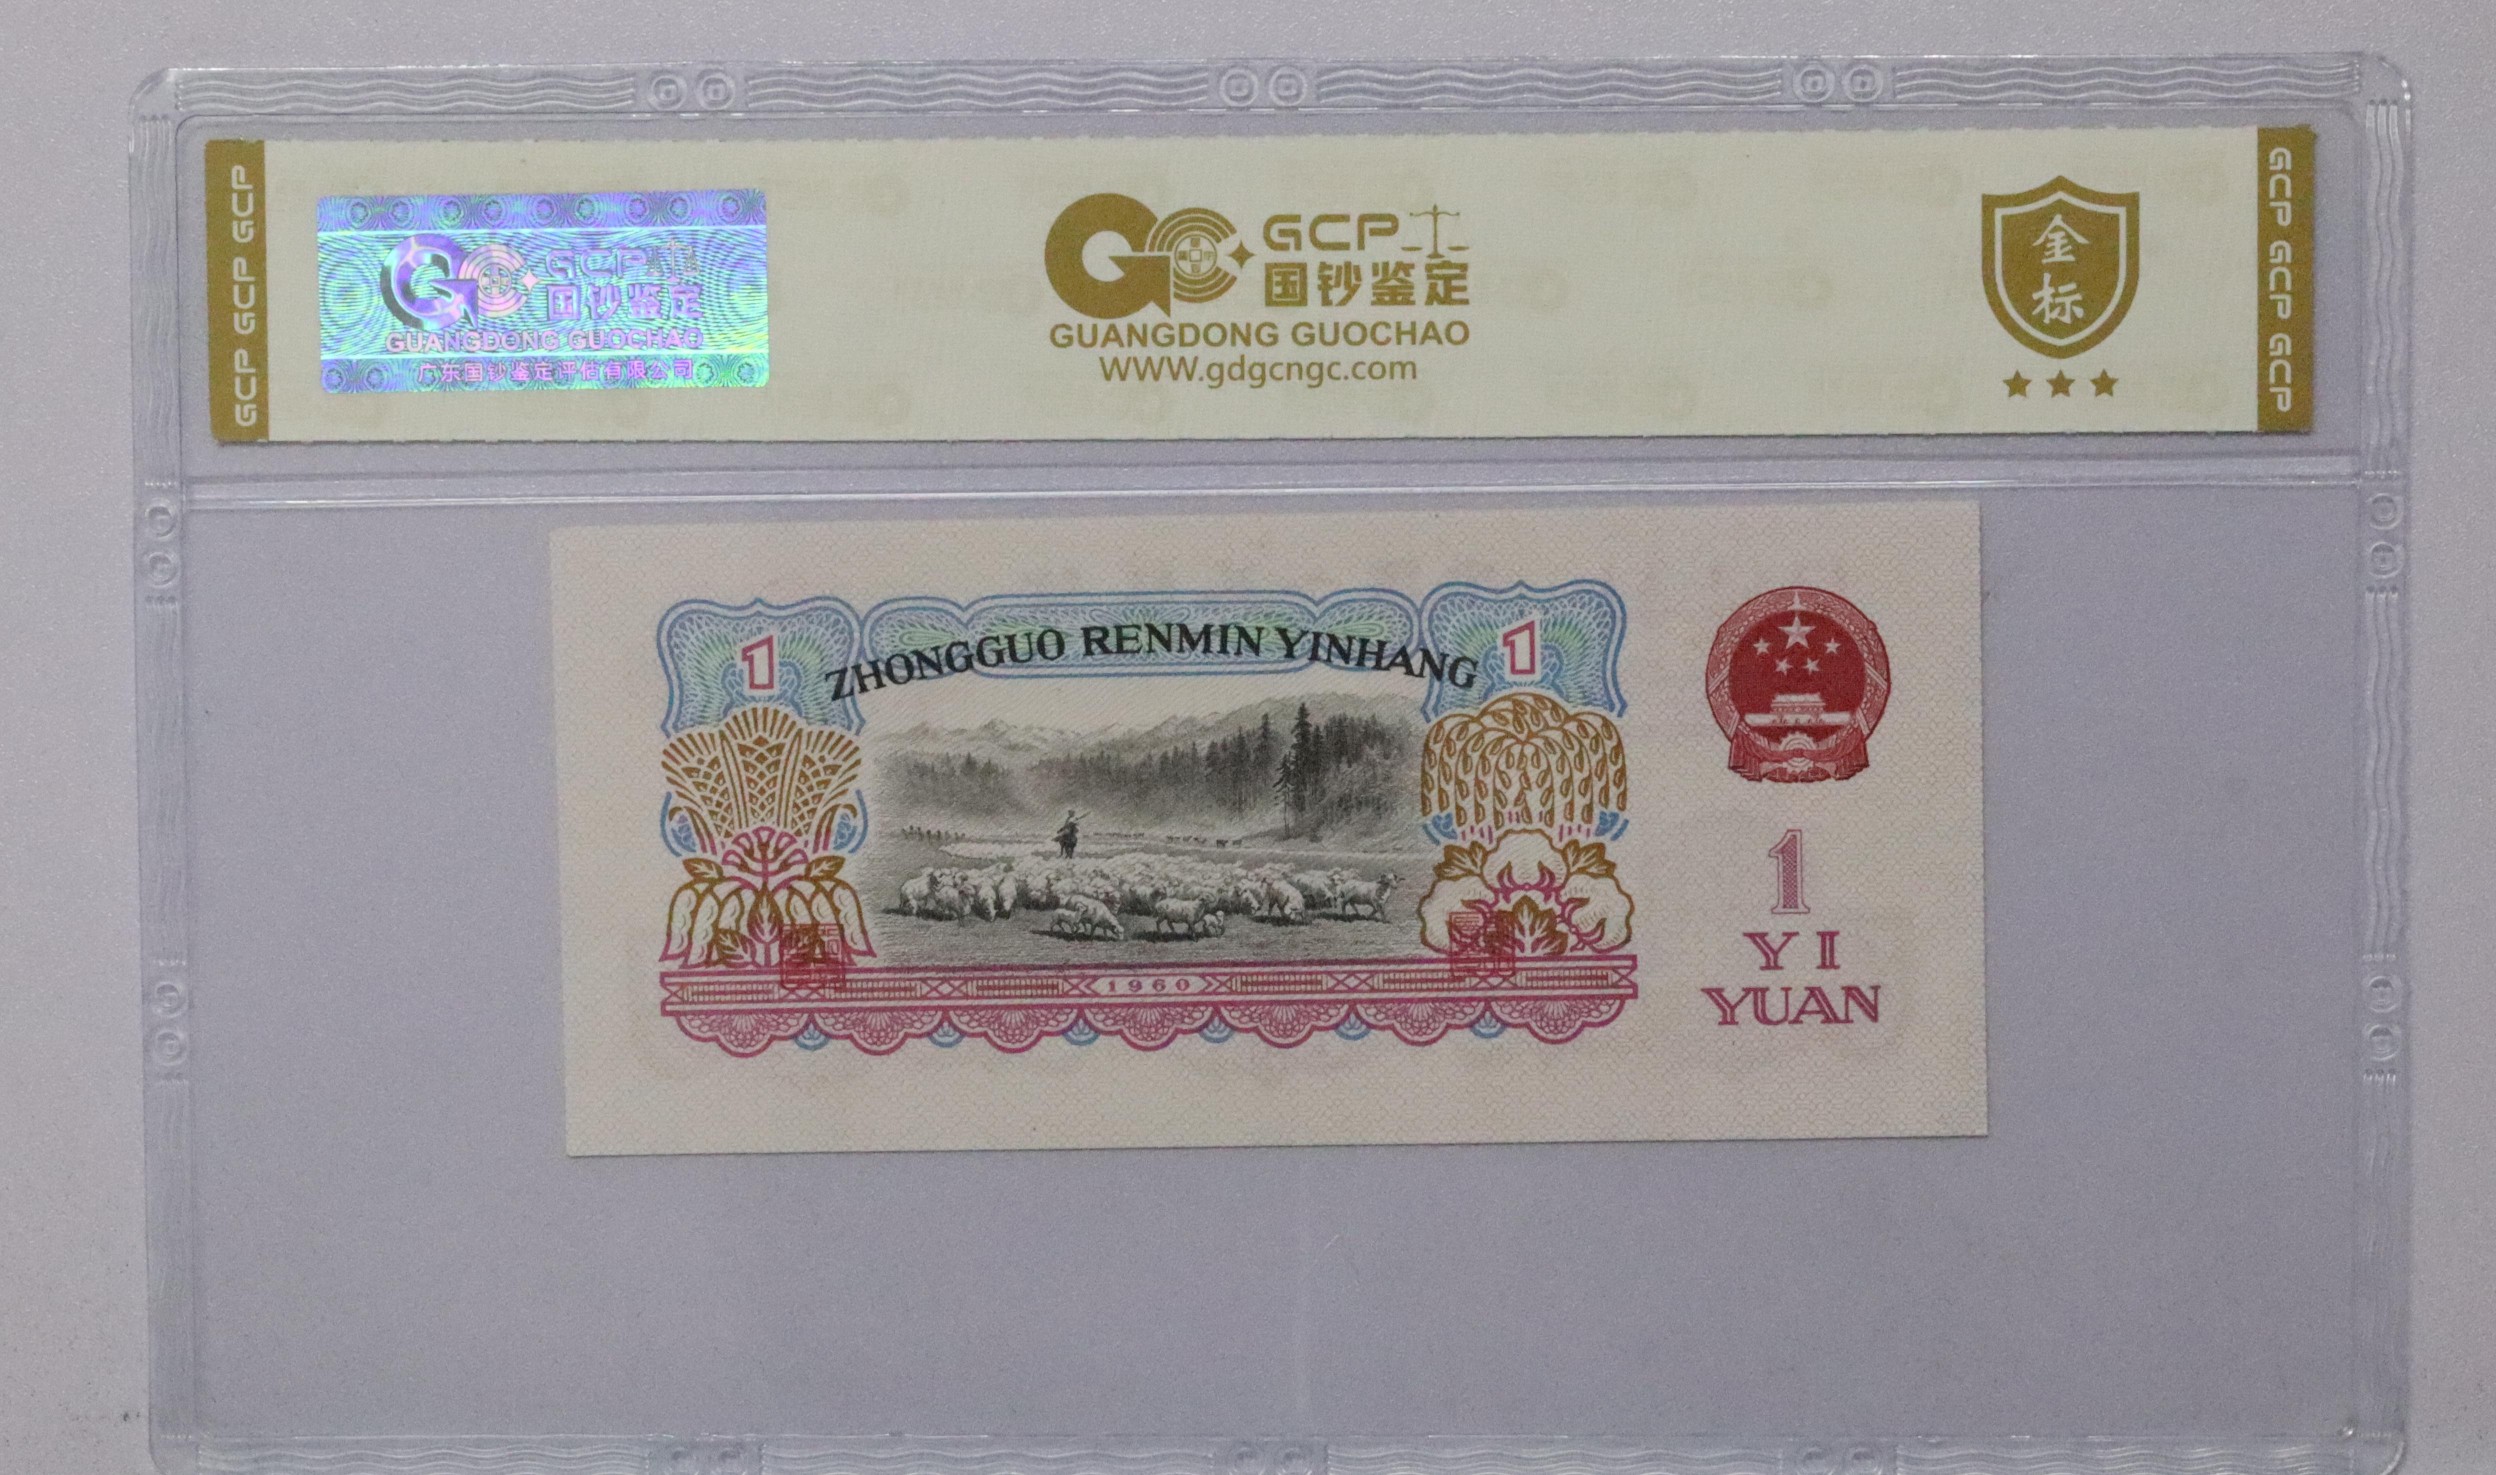 GCP GCP GCP
GCP
国钞鉴定
GUANGDONG GUOCHAO
广东国钞鉴定评估有限公司
GCP
国钞鉴定
GUANGDONG GUOCHAO
WWW.gdgcngc.com
金
标
GCP GCP GCP
1
ZHONGGUO RENMIN YINHANG
1
1960
1
YI
YUAN